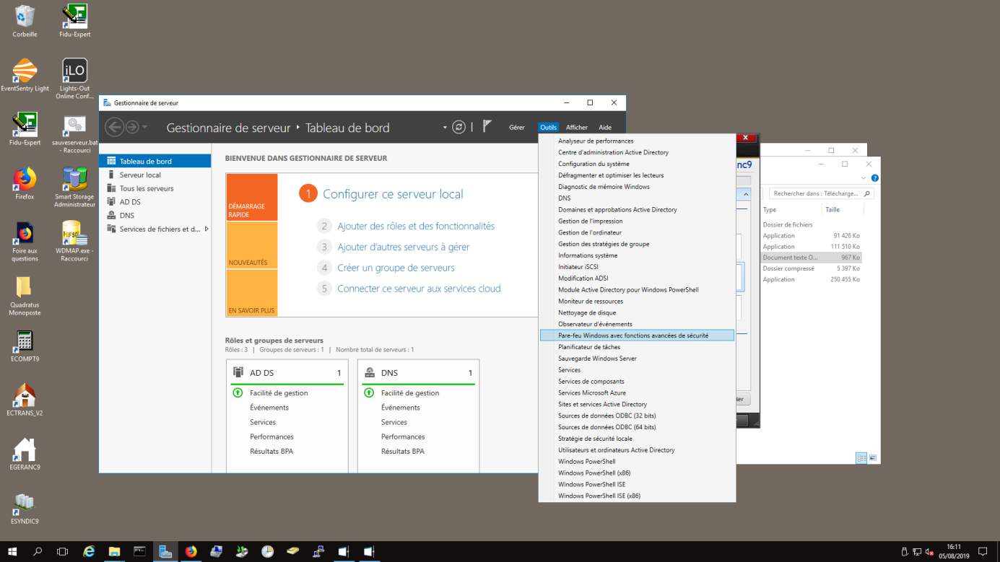 Corbeille
Fidu-Expert
EventSentry Light
Lights-Out
Online Conf...
Fidu-Expert
sauveserveur.bat
- Raccourci
Firefox
Smart Storage
Administrateur
Foire aux
questions
WDMAP.exe -
Raccourci
Quadratus
Monoposte
ECOMPT9
ECTRANS_V2
EGERANC9
ESYNDIC9
iLO
HFSQL
Gestionnaire de serveur
Gestionnaire de serveur
Tableau de bord
Gérer
Outils
Afficher
Aide
Tableau de bord
Serveur local
Tous les serveurs
AD DS
DNS
Services de fichiers et d...
BIENVENUE DANS GESTIONNAIRE DE SERVEUR
DÉMARRAGE
RAPIDE
NOUVEAUTÉS
EN SAVOIR PLUS
1 Configurer ce serveur local
2 Ajouter des rôles et des fonctionnalités
3 Ajouter d'autres serveurs à gérer
4 Créer un groupe de serveurs
5 Connecter ce serveur aux services cloud
Rôles et groupes de serveurs
Rôles : 3 | Groupes de serveurs : 1 | Nombre total de serveurs : 1
AD DS 1
Facilité de gestion
Événements
Services
Performances
Résultats BPA
DNS 1
Facilité de gestion
Événements
Services
Performances
Résultats BPA
Analyseur de performances
Centre d'administration Active Directory
Configuration du système
Défragmenter et optimiser les lecteurs
Diagnostic de mémoire Windows
DNS
Domaines et approbations Active Directory
Gestion de l'impression
Gestion de l'ordinateur
Gestion des stratégies de groupe
Informations système
Initiateur iSCSI
Modification ADSI
Module Active Directory pour Windows PowerShell
Moniteur de ressources
Nettoyage de disque
Observateur d'événements
Pare-feu Windows avec fonctions avancées de sécurité
Planificateur de tâches
Sauvegarde Windows Server
Services
Services de composants
Services Microsoft Azure
Sites et services Active Directory
Sources de données ODBC (32 bits)
Sources de données ODBC (64 bits)
Stratégie de sécurité locale
Utilisateurs et ordinateurs Active Directory
Windows PowerShell
Windows PowerShell (x86)
Windows PowerShell ISE
Windows PowerShell ISE (x86)
nc9
ier
Rechercher dans : Télécharge...
Type Taille
Dossier de fichiers
Application 91 426 Ko
Application 111 510 Ko
Document texte O... 967 Ko
Dossier compressé 5 397 Ko
Application 250 455 Ko
16:11
05/08/2019